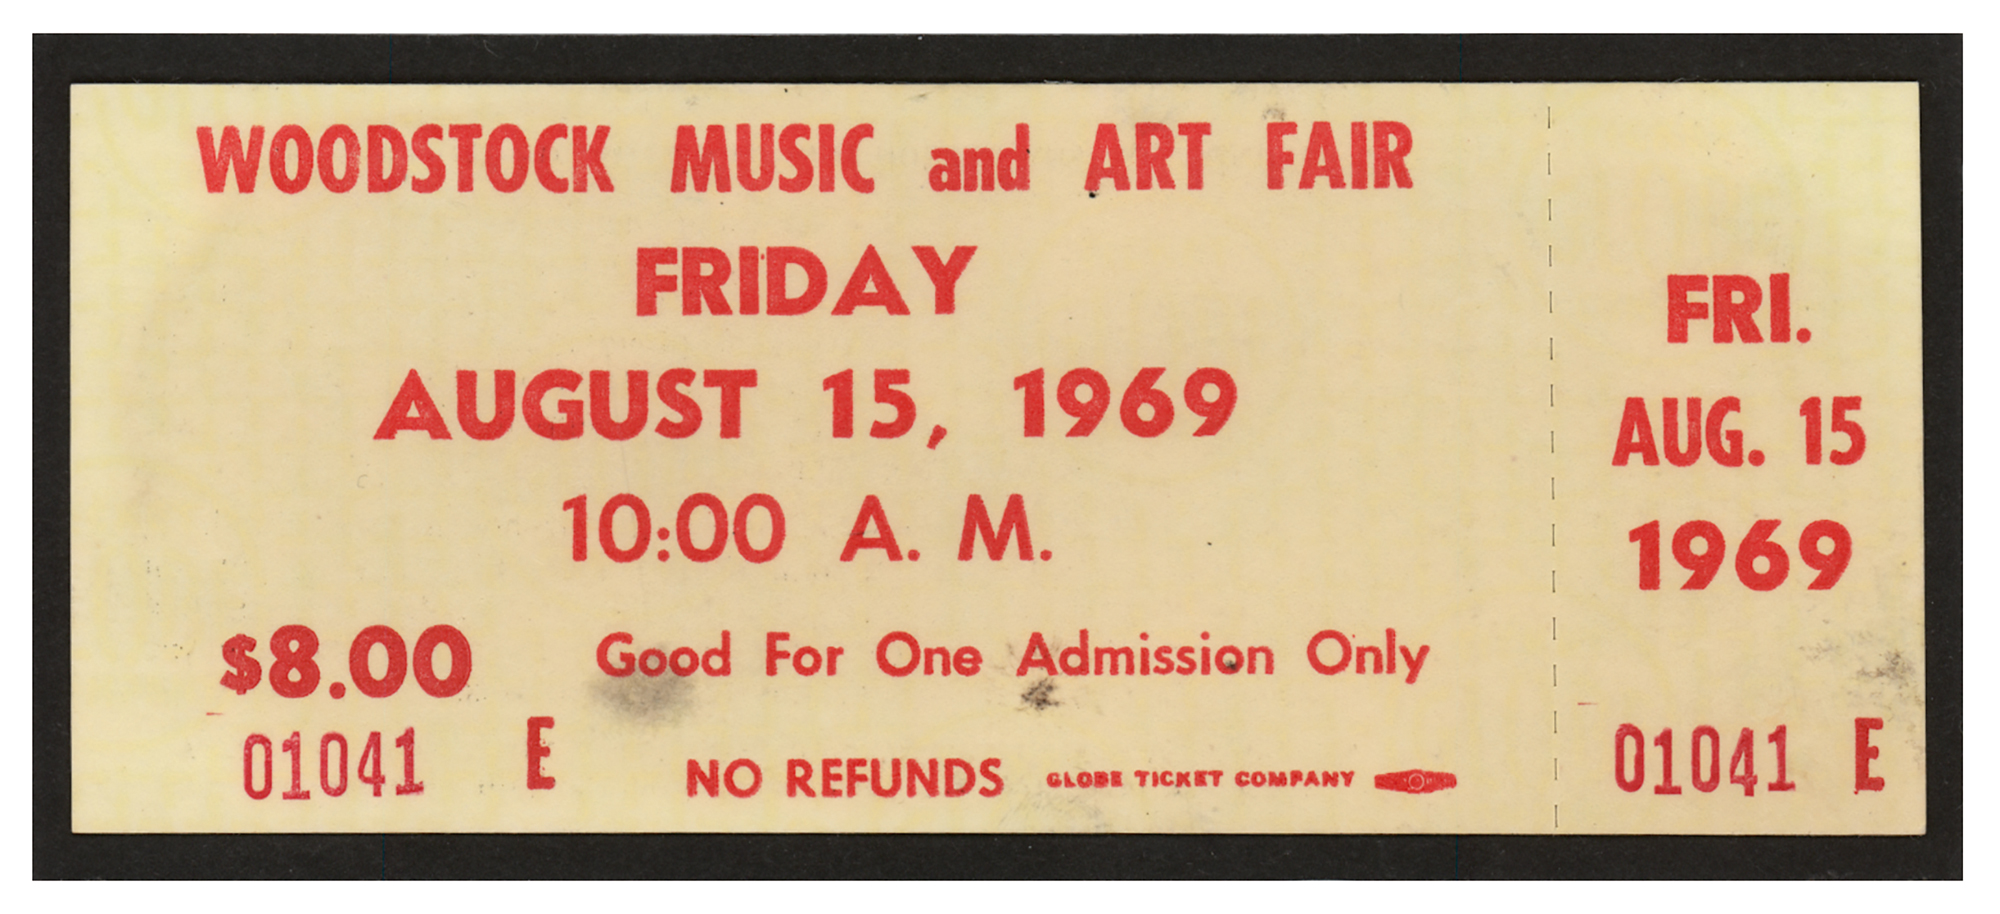 WOODSTOCK MUSIC and ART FAIR
FRIDAY
AUGUST 15, 1969
10:00 A. M.
$8.00 Good For One Admission Only
01041 E
NO REFUNDS GLOBE TICKET COMPANY
FRI.
AUG. 15
1969
01041 E